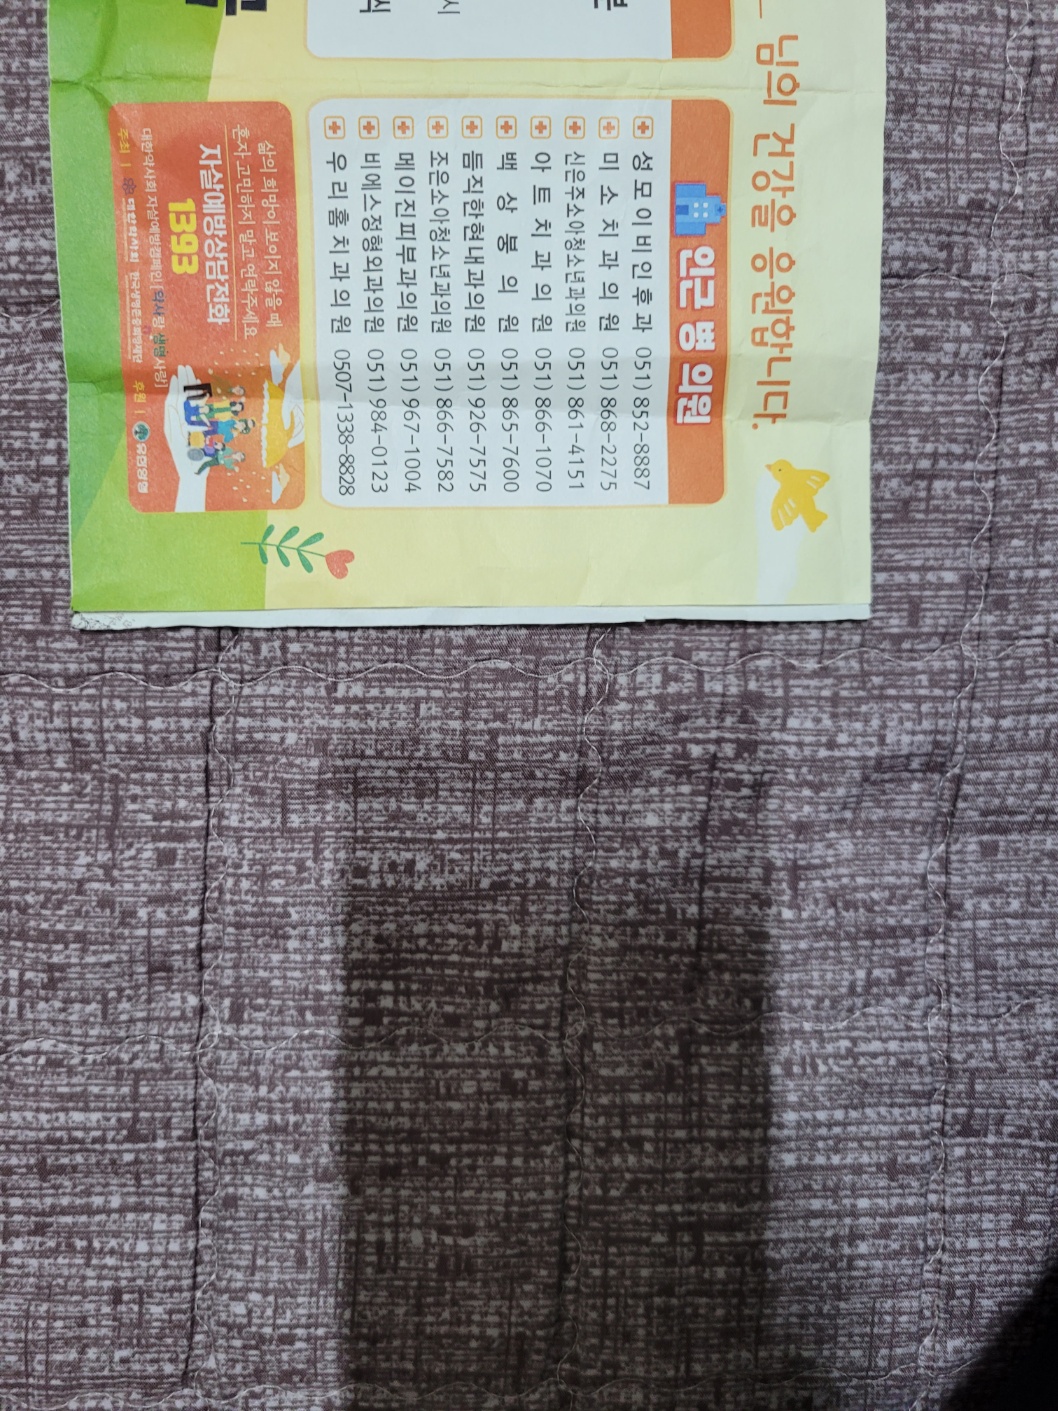 님의 건강을 응원합니다.
인근 병 의원
성모이비인후과 051) 852-8887
미소치과의원 051) 868-2275
신은주소아청소년과의원 051) 861-4151
아트치과의원 051) 866-1070
백상봉의원 051) 865-7600
듬직한현내과의원 051) 926-7575
조은소아청소년과의원 051) 866-7582
메이진피부과의원 051) 967-1004
비에스정형외과의원 051) 984-0123
우리홈치과의원 0507-1338-8828
삶의 희망이 보이지 않을 때
혼자 고민하지 말고 연락주세요
자살예방상담전화
1393
대한약사회 자살예방캠페인 [약사랑 생명사랑]
주최 | 대한약사회 한국생명운동희망재단 후원 | 유한양행